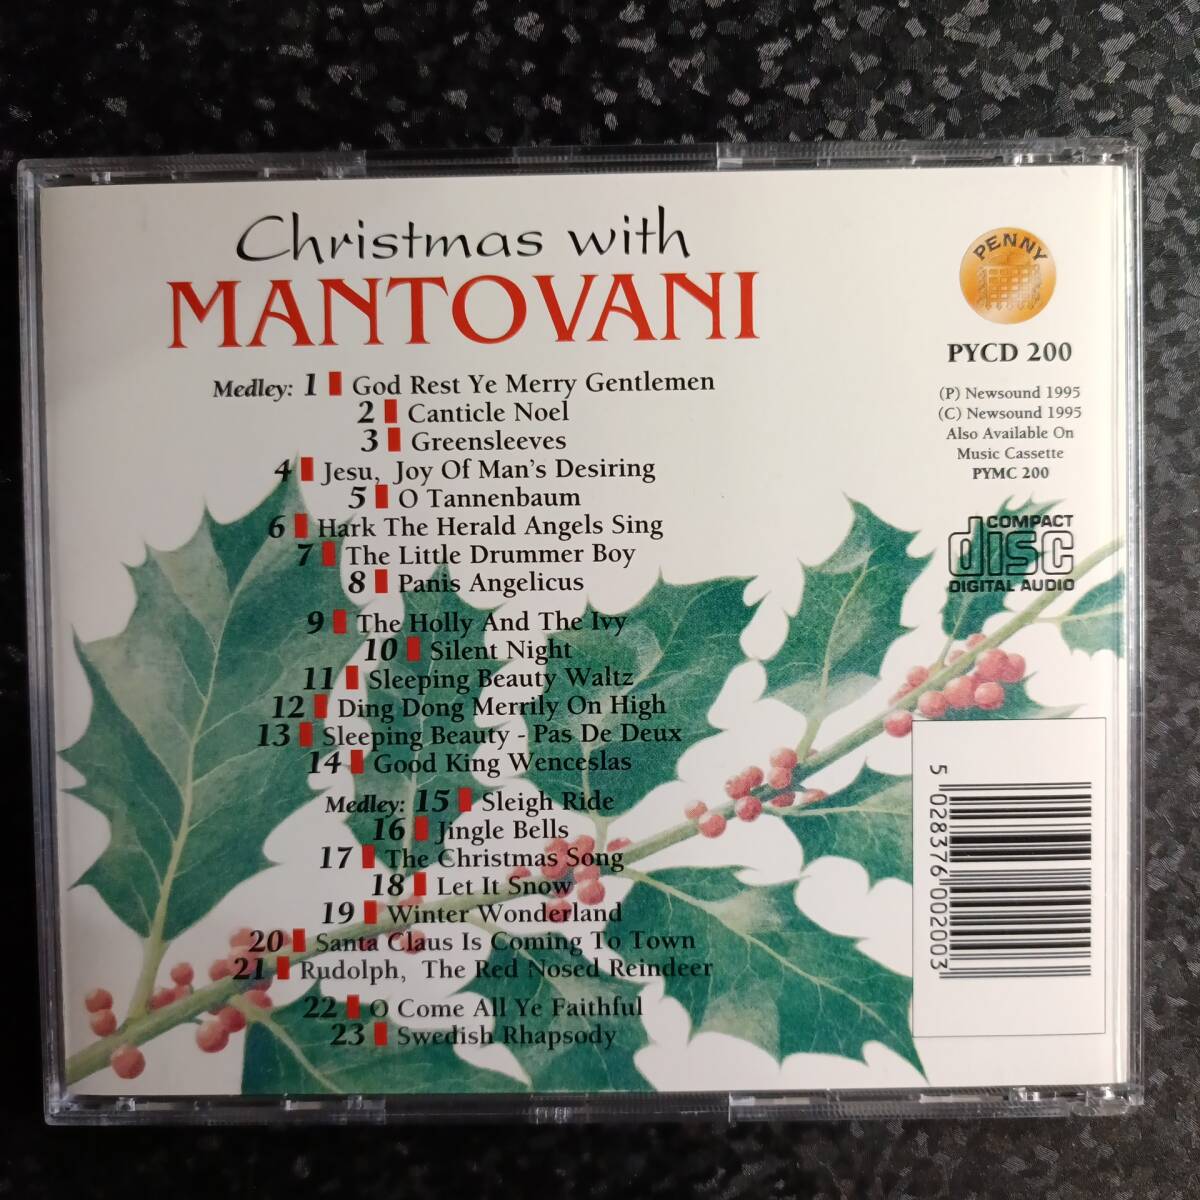 Christmas with
MANTOVANI
Medley: 1 God Rest Ye Merry Gentlemen
2 Canticle Noel
3 Greensleeves
4 Jesu, Joy Of Man's Desiring
5 O Tannenbaum
6 Hark The Herald Angels Sing
7 The Little Drummer Boy
8 Panis Angelicus
9 The Holly And The Ivy
10 Silent Night
11 Sleeping Beauty Waltz
12 Ding Dong Merrily On High
13 Sleeping Beauty - Pas De Deux
14 Good King Wenceslas
Medley: 15 Sleigh Ride
16 Jingle Bells
17 The Christmas Song
18 Let It Snow
19 Winter Wonderland
20 Santa Claus Is Coming To Town
21 Rudolph, The Red Nosed Reindeer
22 O Come All Ye Faithful
23 Swedish Rhapsody
PENNY
PYCD 200
(P) Newsound 1995
(C) Newsound 1995
Also Available On
Music Cassette
PYMC 200
COMPACT
disc
DIGITAL AUDIO
5 028376 002003